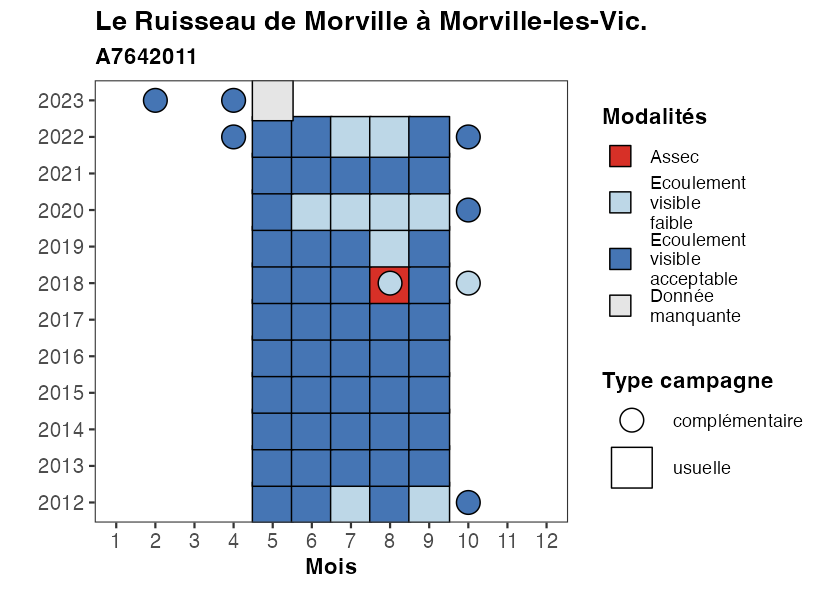 Le Ruisseau de Morville à Morville-les-Vic.
A7642011
2023
2022
2021
2020
2019
2018
2017
2016
2015
2014
2013
2012
1 2 3 4 5 6 7 8 9 10 11 12
Mois
Modalités
Assec
Ecoulement
visible
faible
Ecoulement
visible
acceptable
Donnée
manquante
Type campagne
complémentaire
usuelle